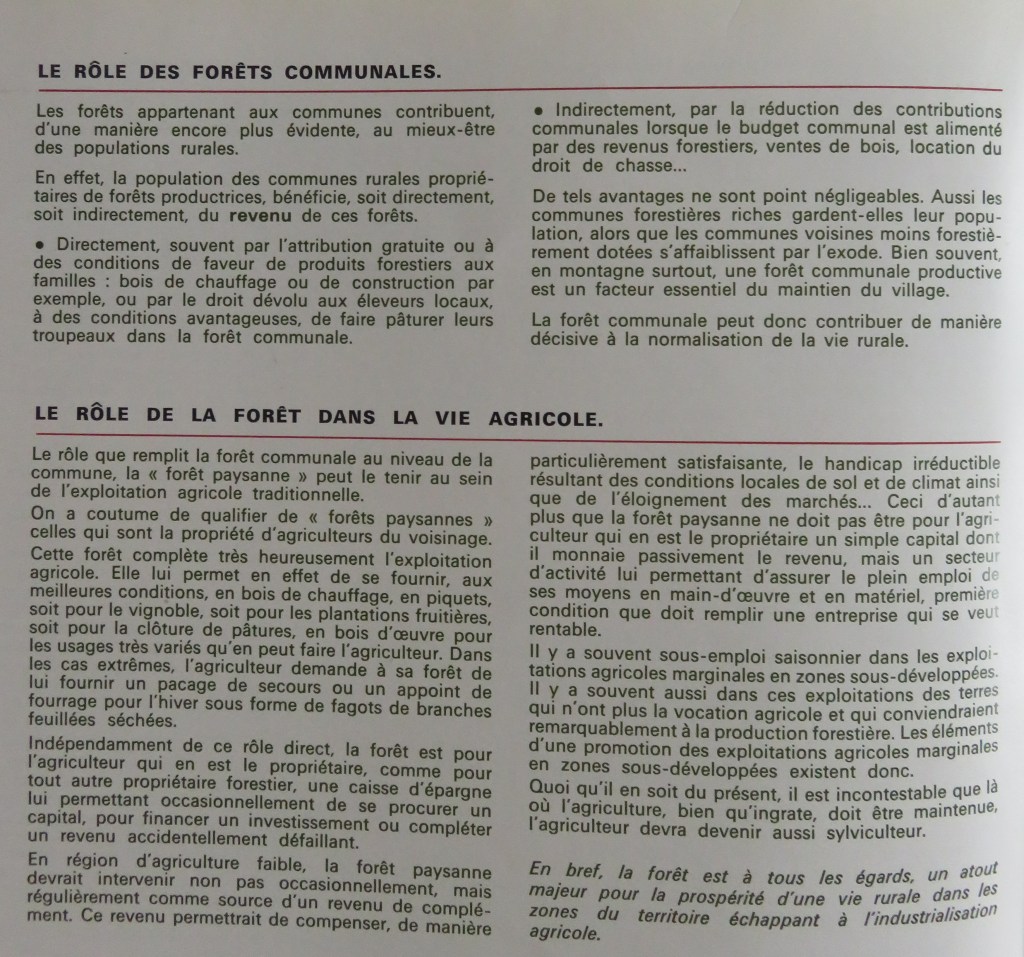 LE RÔLE DES FORÊTS COMMUNALES.
Les forêts appartenant aux communes contribuent,
d'une manière encore plus évidente, au mieux-être
des populations rurales.
En effet, la population des communes rurales proprié-
taires de forêts productrices, bénéficie, soit directement,
soit indirectement, du revenu de ces forêts.
● Directement, souvent par l'attribution gratuite ou à
des conditions de faveur de produits forestiers aux
familles : bois de chauffage ou de construction par
exemple, ou par le droit dévolu aux éleveurs locaux,
à des conditions avantageuses, de faire pâturer leurs
troupeaux dans la forêt communale.
● Indirectement, par la réduction des contributions
communales lorsque le budget communal est alimenté
par des revenus forestiers, ventes de bois, location du
droit de chasse...
De tels avantages ne sont point négligeables. Aussi les
communes forestières riches gardent-elles leur popu-
lation, alors que les communes voisines moins forestiè-
rement dotées s'affaiblissent par l'exode. Bien souvent,
en montagne surtout, une forêt communale productive
est un facteur essentiel du maintien du village.
La forêt communale peut donc contribuer de manière
décisive à la normalisation de la vie rurale.
LE RÔLE DE LA FORÊT DANS LA VIE AGRICOLE.
Le rôle que remplit la forêt communale au niveau de la
commune, la « forêt paysanne » peut le tenir au sein
de l'exploitation agricole traditionnelle.
On a coutume de qualifier de « forêts paysannes »
celles qui sont la propriété d'agriculteurs du voisinage.
Cette forêt complète très heureusement l'exploitation
agricole. Elle lui permet en effet de se fournir, aux
meilleures conditions, en bois de chauffage, en piquets,
soit pour le vignoble, soit pour les plantations fruitières,
soit pour la clôture de pâtures, en bois d'œuvre pour
les usages très variés qu'en peut faire l'agriculteur. Dans
les cas extrêmes, l'agriculteur demande à sa forêt de
lui fournir un pacage de secours ou un appoint de
fourrage pour l'hiver sous forme de fagots de branches
feuillées séchées.
Indépendamment de ce rôle direct, la forêt est pour
l'agriculteur qui en est le propriétaire, comme pour
tout autre propriétaire forestier, une caisse d'épargne
lui permettant occasionnellement de se procurer un
capital, pour financer un investissement ou compléter
un revenu accidentellement défaillant.
En région d'agriculture faible, la forêt paysanne
devrait intervenir non pas occasionnellement, mais
régulièrement comme source d'un revenu de complé-
ment. Ce revenu permettrait de compenser, de manière
particulièrement satisfaisante, le handicap irréductible
résultant des conditions locales de sol et de climat ainsi
que de l'éloignement des marchés... Ceci d'autant
plus que la forêt paysanne ne doit pas être pour l'agri-
culteur qui en est le propriétaire un simple capital dont
il monnaie passivement le revenu, mais un secteur
d'activité lui permettant d'assurer le plein emploi de
ses moyens en main-d'œuvre et en matériel, première
condition que doit remplir une entreprise qui se veut
rentable.
Il y a souvent sous-emploi saisonnier dans les exploi-
tations agricoles marginales en zones sous-développées.
Il y a souvent aussi dans ces exploitations des terres
qui n'ont plus la vocation agricole et qui conviendraient
remarquablement à la production forestière. Les éléments
d'une promotion des exploitations agricoles marginales
en zones sous-développées existent donc.
Quoi qu'il en soit du présent, il est incontestable que là
où l'agriculture, bien qu'ingrate, doit être maintenue,
l'agriculteur devra devenir aussi sylviculteur.
En bref, la forêt est à tous les égards, un atout
majeur pour la prospérité d'une vie rurale dans les
zones du territoire échappant à l'industrialisation
agricole.